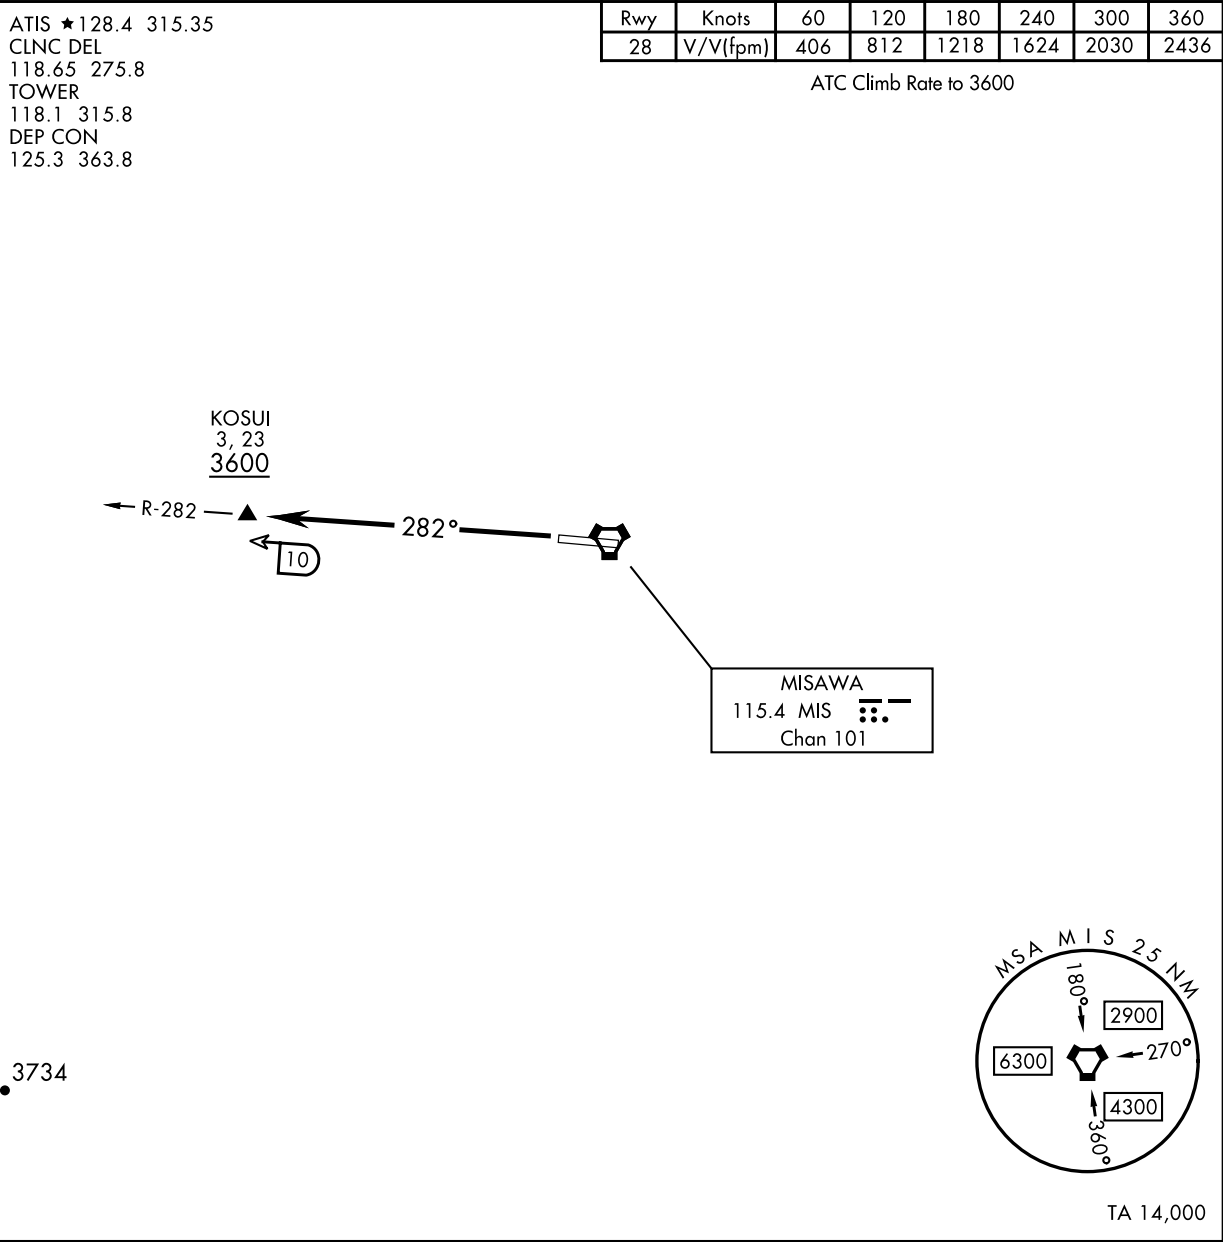 ATIS ★128.4 315.35
CLNC DEL
118.65 275.8
TOWER
118.1 315.8
DEP CON
125.3 363.8
Rwy Knots 60 120 180 240 300 360
28 V/V(fpm) 406 812 1218 1624 2030 2436
ATC Climb Rate to 3600
KOSUI
3, 23
3600
R-282
282°
10
MISAWA
115.4 MIS
Chan 101
MSA MIS 25 NM
180°
2900
270°
6300
4300
360°
3734
TA 14,000